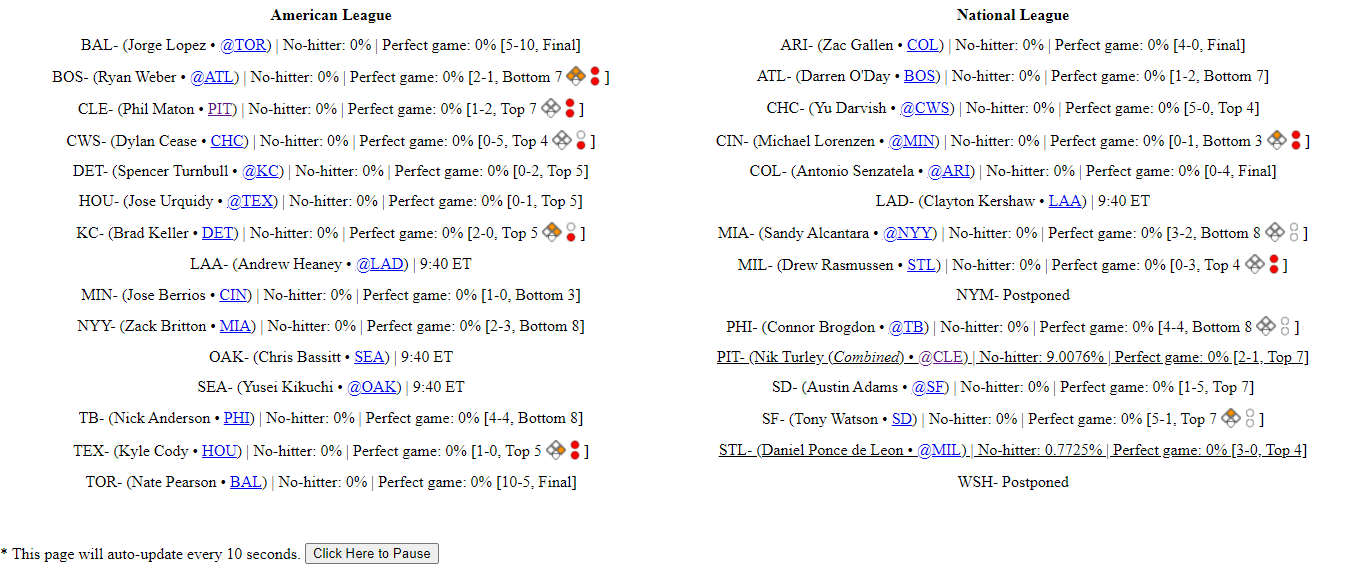 American League
BAL- (Jorge Lopez • @TOR) | No-hitter: 0% | Perfect game: 0% [5-10, Final]
BOS- (Ryan Weber • @ATL) | No-hitter: 0% | Perfect game: 0% [2-1, Bottom 7 ]
CLE- (Phil Maton • PIT) | No-hitter: 0% | Perfect game: 0% [1-2, Top 7 ]
CWS- (Dylan Cease • CHC) | No-hitter: 0% | Perfect game: 0% [0-5, Top 4 ]
DET- (Spencer Turnbull • @KC) | No-hitter: 0% | Perfect game: 0% [0-2, Top 5]
HOU- (Jose Urquidy • @TEX) | No-hitter: 0% | Perfect game: 0% [0-1, Top 5]
KC- (Brad Keller • DET) | No-hitter: 0% | Perfect game: 0% [2-0, Top 5 ]
LAA- (Andrew Heaney • @LAD) | 9:40 ET
MIN- (Jose Berrios • CIN) | No-hitter: 0% | Perfect game: 0% [1-0, Bottom 3]
NYY- (Zack Britton • MIA) | No-hitter: 0% | Perfect game: 0% [2-3, Bottom 8]
OAK- (Chris Bassitt • SEA) | 9:40 ET
SEA- (Yusei Kikuchi • @OAK) | 9:40 ET
TB- (Nick Anderson • PHI) | No-hitter: 0% | Perfect game: 0% [4-4, Bottom 8]
TEX- (Kyle Cody • HOU) | No-hitter: 0% | Perfect game: 0% [1-0, Top 5 ]
TOR- (Nate Pearson • BAL) | No-hitter: 0% | Perfect game: 0% [10-5, Final]
National League
ARI- (Zac Gallen • COL) | No-hitter: 0% | Perfect game: 0% [4-0, Final]
ATL- (Darren O'Day • BOS) | No-hitter: 0% | Perfect game: 0% [1-2, Bottom 7]
CHC- (Yu Darvish • @CWS) | No-hitter: 0% | Perfect game: 0% [5-0, Top 4]
CIN- (Michael Lorenzen • @MIN) | No-hitter: 0% | Perfect game: 0% [0-1, Bottom 3 ]
COL- (Antonio Senzatela • @ARI) | No-hitter: 0% | Perfect game: 0% [0-4, Final]
LAD- (Clayton Kershaw • LAA) | 9:40 ET
MIA- (Sandy Alcantara • @NYY) | No-hitter: 0% | Perfect game: 0% [3-2, Bottom 8 ]
MIL- (Drew Rasmussen • STL) | No-hitter: 0% | Perfect game: 0% [0-3, Top 4 ]
NYM- Postponed
PHI- (Connor Brogdon • @TB) | No-hitter: 0% | Perfect game: 0% [4-4, Bottom 8 ]
PIT- (Nik Turley (Combined) • @CLE) | No-hitter: 9.0076% | Perfect game: 0% [2-1, Top 7]
SD- (Austin Adams • @SF) | No-hitter: 0% | Perfect game: 0% [1-5, Top 7]
SF- (Tony Watson • SD) | No-hitter: 0% | Perfect game: 0% [5-1, Top 7 ]
STL- (Daniel Ponce de Leon • @MIL) | No-hitter: 0.7725% | Perfect game: 0% [3-0, Top 4]
WSH- Postponed
* This page will auto-update every 10 seconds. Click Here to Pause